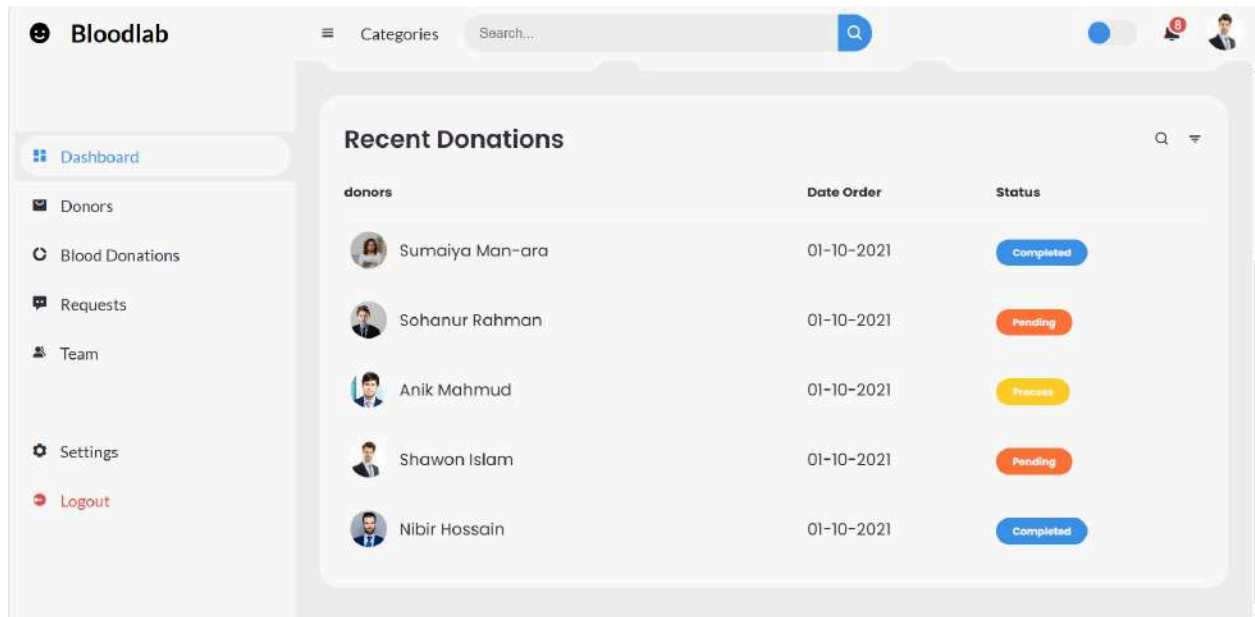 Bloodlab
Categories
Search...
8
Dashboard
Donors
Blood Donations
Requests
Team
Settings
Logout
Recent Donations
donors Date Order Status
Sumaiya Man-ara 01-10-2021 Completed
Sohanur Rahman 01-10-2021 Pending
Anik Mahmud 01-10-2021 Process
Shawon Islam 01-10-2021 Pending
Nibir Hossain 01-10-2021 Completed